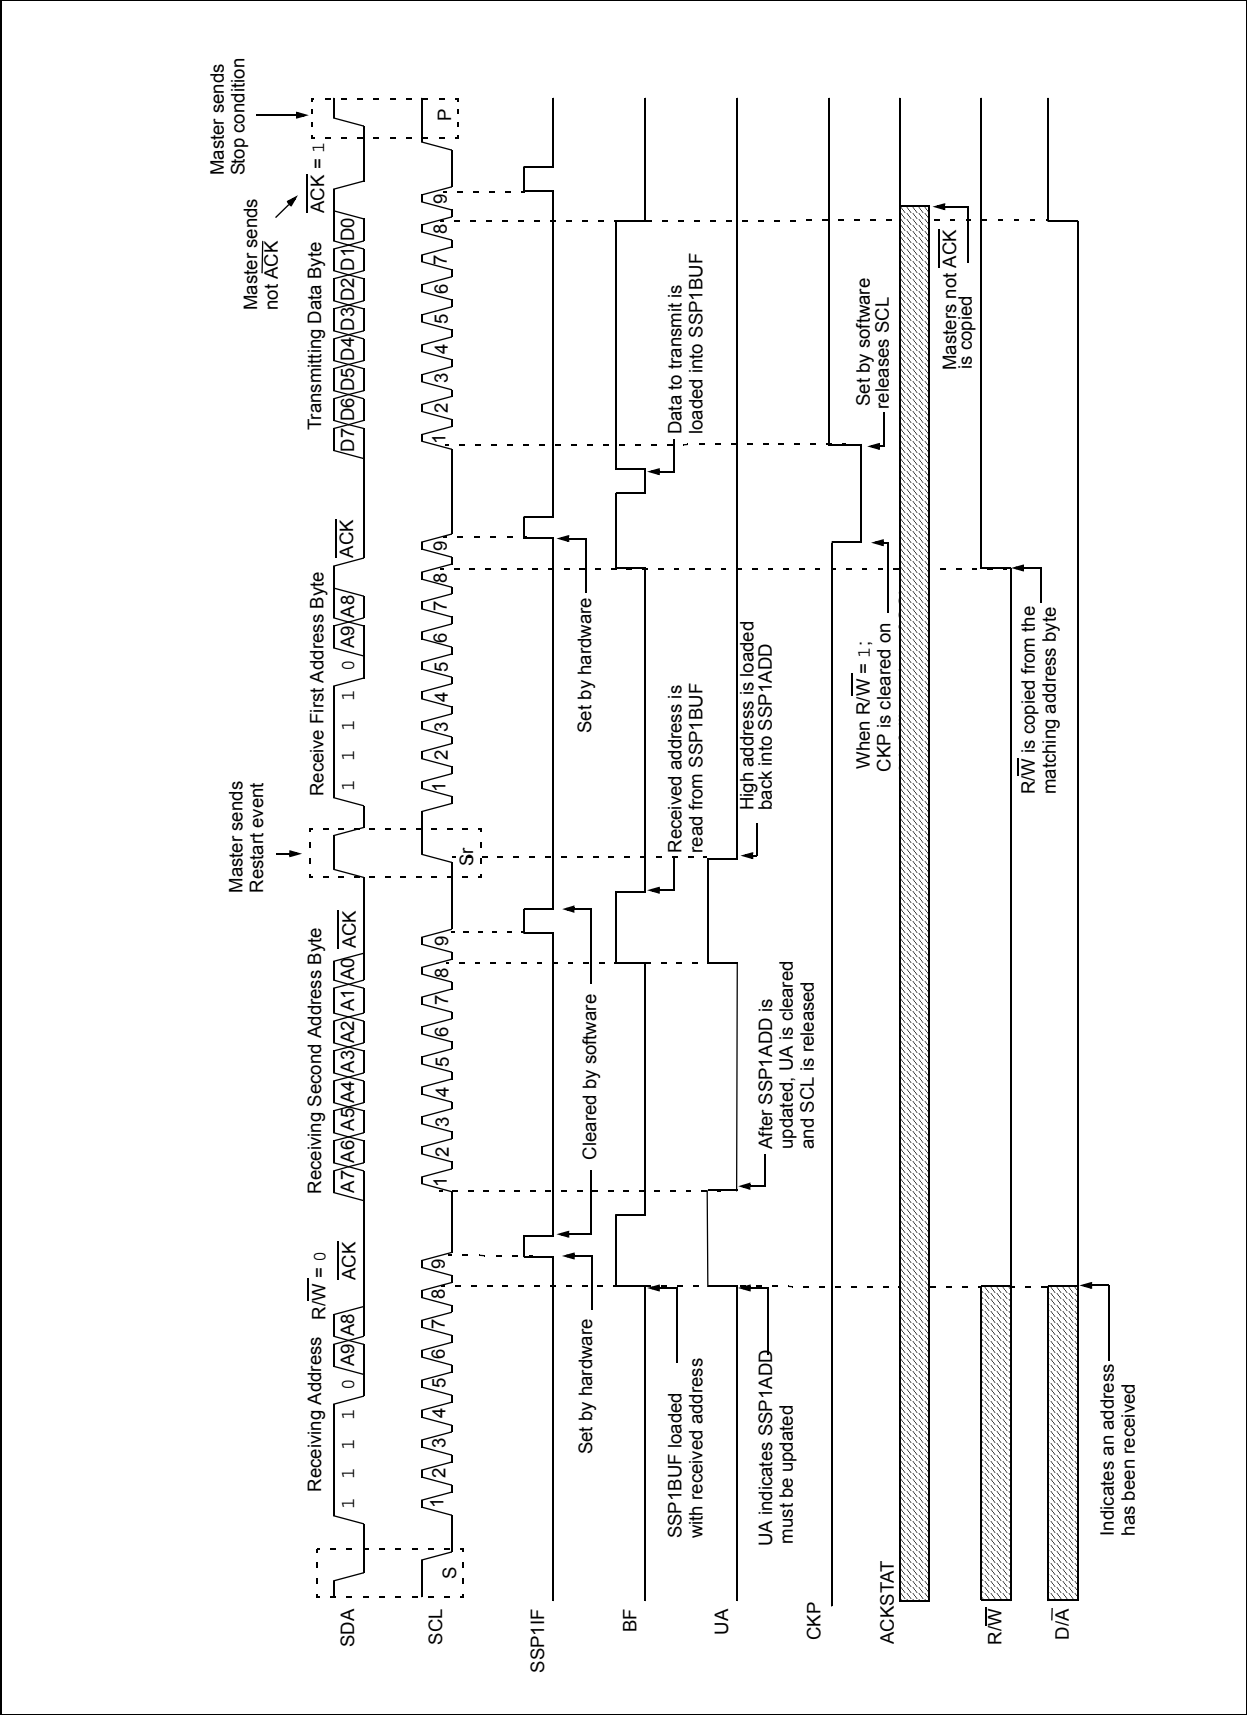 Master sends
Stop condition
Master sends
not A̅C̅K̅
Master sends
Restart event
Receiving Address
R/W̅ = 0
A̅C̅K̅
Receiving Second Address Byte
A̅C̅K̅
Receive First Address Byte
A̅C̅K̅
Transmitting Data Byte
A̅C̅K̅ = 1
SDA
1 1 1 1 0 A9 A8
A7 A6 A5 A4 A3 A2 A1 A0
1 1 1 1 0 A9 A8
D7 D6 D5 D4 D3 D2 D1 D0
SCL
S
1 2 3 4 5 6 7 8 9
1 2 3 4 5 6 7 8 9
Sr
1 2 3 4 5 6 7 8 9
1 2 3 4 5 6 7 8 9
P
SSP1IF
Set by hardware
Cleared by software
Set by hardware
BF
SSP1BUF loaded
with received address
Received address is
read from SSP1BUF
Data to transmit is
loaded into SSP1BUF
UA
UA indicates SSP1ADD
must be updated
After SSP1ADD is
updated, UA is cleared
and SCL is released
High address is loaded
back into SSP1ADD
CKP
When R/W̅ = 1;
CKP is cleared on
Set by software
releases SCL
ACKSTAT
Masters not A̅C̅K̅
is copied
R/W̅
R/W̅ is copied from the
matching address byte
D/A̅
Indicates an address
has been received